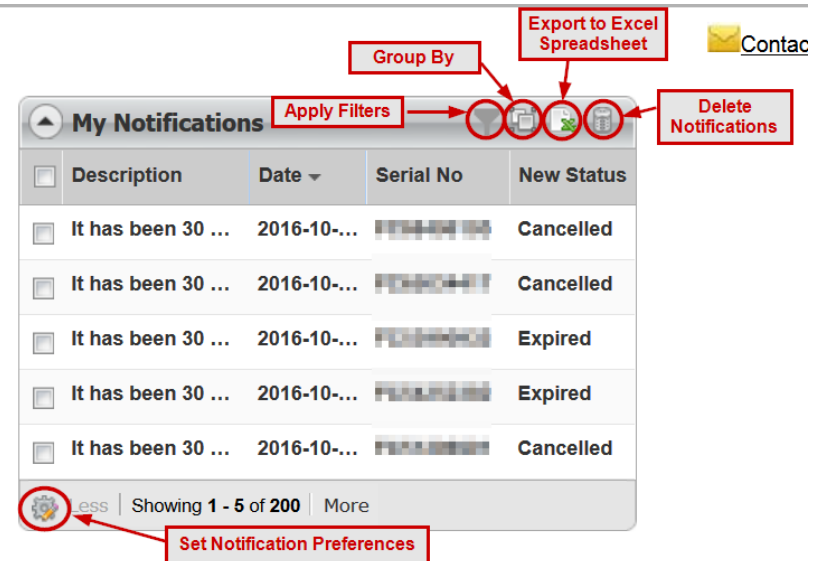 Export to Excel
Spreadsheet
Contac
Group By
Apply Filters
Delete
Notifications
My Notifications
Description Date Serial No New Status
It has been 30 ... 2016-10-... Cancelled
It has been 30 ... 2016-10-... Cancelled
It has been 30 ... 2016-10-... Expired
It has been 30 ... 2016-10-... Expired
It has been 30 ... 2016-10-... Cancelled
Less Showing 1 - 5 of 200 More
Set Notification Preferences